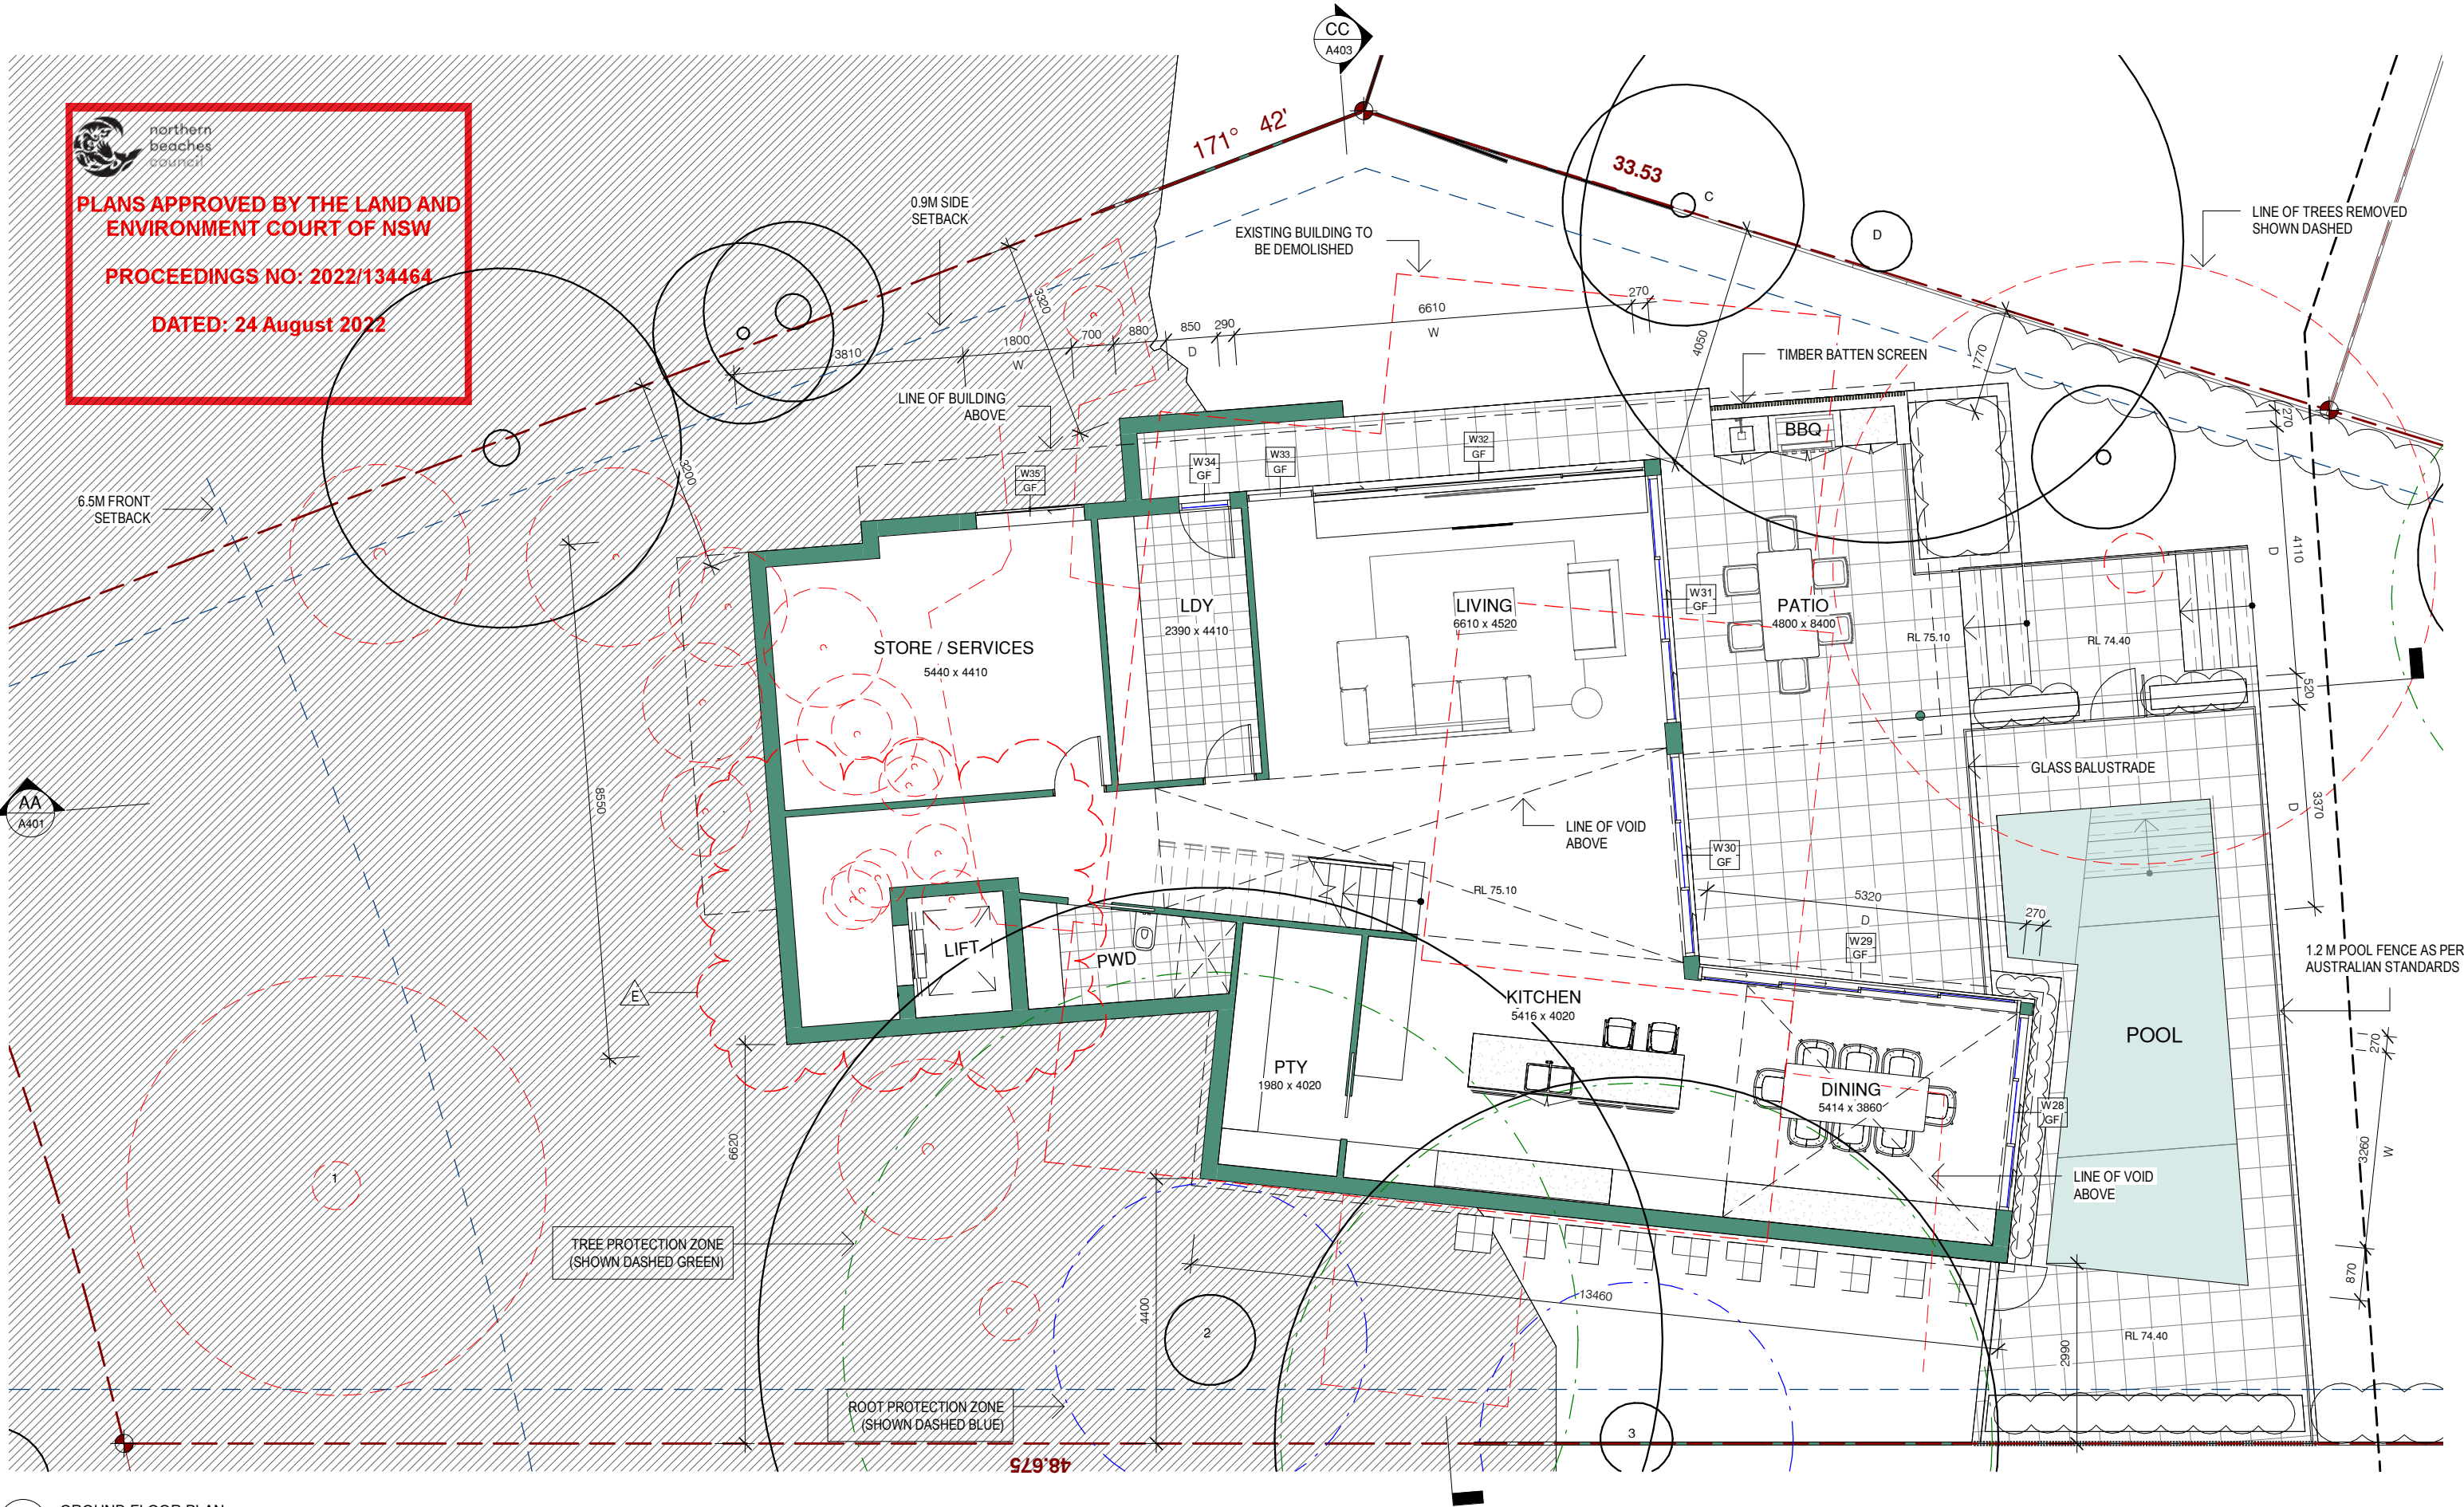 CC
A403
northern
beaches
council
PLANS APPROVED BY THE LAND AND
ENVIRONMENT COURT OF NSW
PROCEEDINGS NO: 2022/134464
DATED: 24 August 2022
171° 42'
33.53
C
D
0.9M SIDE
SETBACK
EXISTING BUILDING TO
BE DEMOLISHED
LINE OF TREES REMOVED
SHOWN DASHED
3320
3810
1800
W
700
880
850
D
290
6610
W
270
4050
TIMBER BATTEN SCREEN
1770
LINE OF BUILDING
ABOVE
6.5M FRONT
SETBACK
3200
W35
GF
W34
GF
W33
GF
W32
GF
BBQ
270
4110
D
LDY
2390 x 4410
LIVING
6610 x 4520
W31
GF
PATIO
4800 x 8400
RL 75.10
RL 74.40
STORE / SERVICES
5440 x 4410
520
GLASS BALUSTRADE
3370
D
AA
A401
8550
LINE OF VOID
ABOVE
W30
GF
RL 75.10
5320
D
270
W29
GF
1.2 M POOL FENCE AS PER
AUSTRALIAN STANDARDS
LIFT
PWD
E
KITCHEN
5416 x 4020
POOL
270
PTY
1980 x 4020
DINING
5414 x 3860
W28
GF
3260
W
6620
1
LINE OF VOID
ABOVE
TREE PROTECTION ZONE
(SHOWN DASHED GREEN)
870
4400
13460
2
RL 74.40
2990
ROOT PROTECTION ZONE
(SHOWN DASHED BLUE)
3
48.675
GROUND FLOOR PLAN